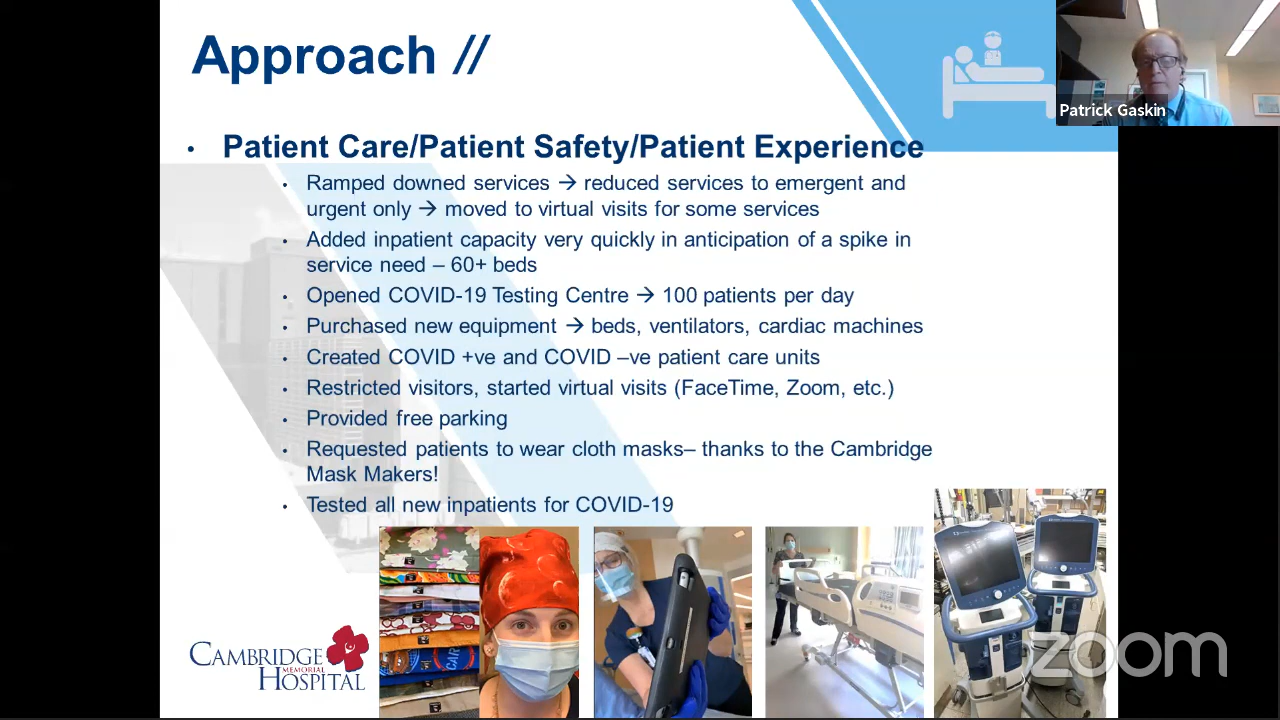 Approach //
Patrick Gaskin
• Patient Care/Patient Safety/Patient Experience
• Ramped downed services → reduced services to emergent and
urgent only → moved to virtual visits for some services
• Added inpatient capacity very quickly in anticipation of a spike in
service need – 60+ beds
• Opened COVID-19 Testing Centre → 100 patients per day
• Purchased new equipment → beds, ventilators, cardiac machines
• Created COVID +ve and COVID –ve patient care units
• Restricted visitors, started virtual visits (FaceTime, Zoom, etc.)
• Provided free parking
• Requested patients to wear cloth masks– thanks to the Cambridge
Mask Makers!
• Tested all new inpatients for COVID-19
CAMBRIDGE
MEMORIAL
HOSPITAL
zoom